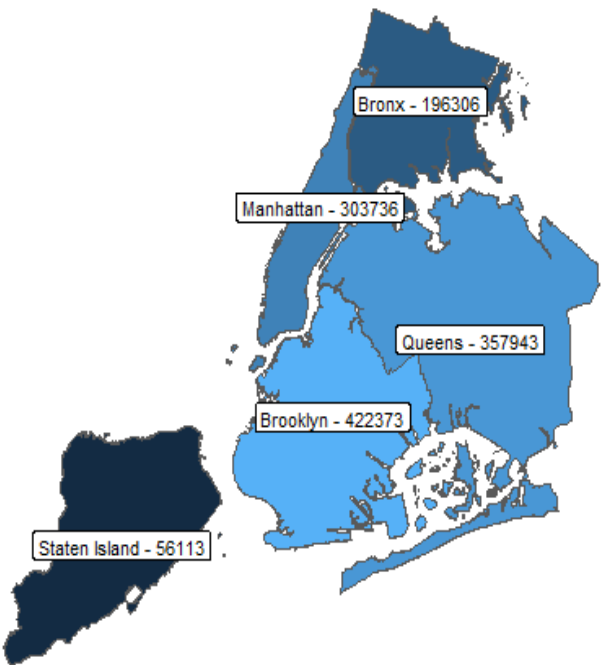 Bronx - 196306
Manhattan - 303736
Queens - 357943
Brooklyn - 422373
Staten Island - 56113